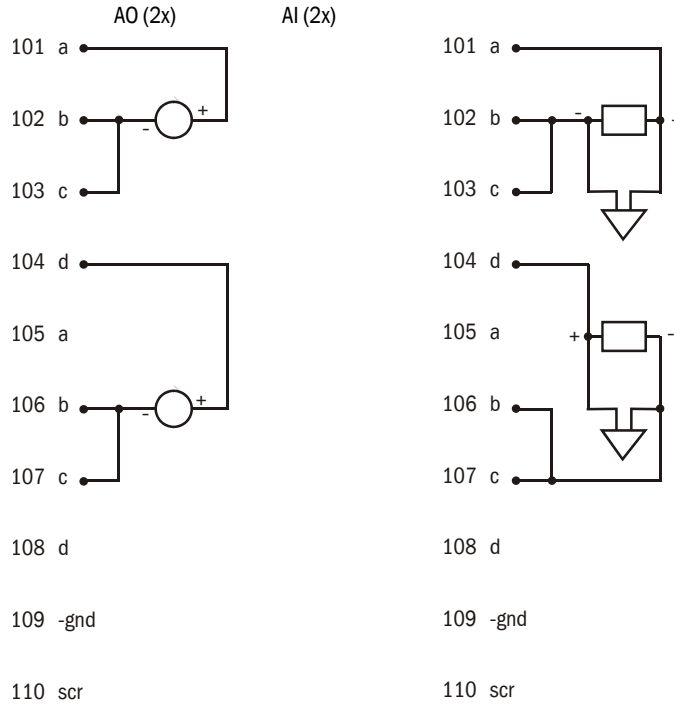 AO (2x) AI (2x)
101 a
102 b - +
103 c
104 d
105 a
106 b - +
107 c
108 d
109 -gnd
110 scr
101 a
102 b -
103 c
104 d
105 a + -
106 b
107 c
108 d
109 -gnd
110 scr